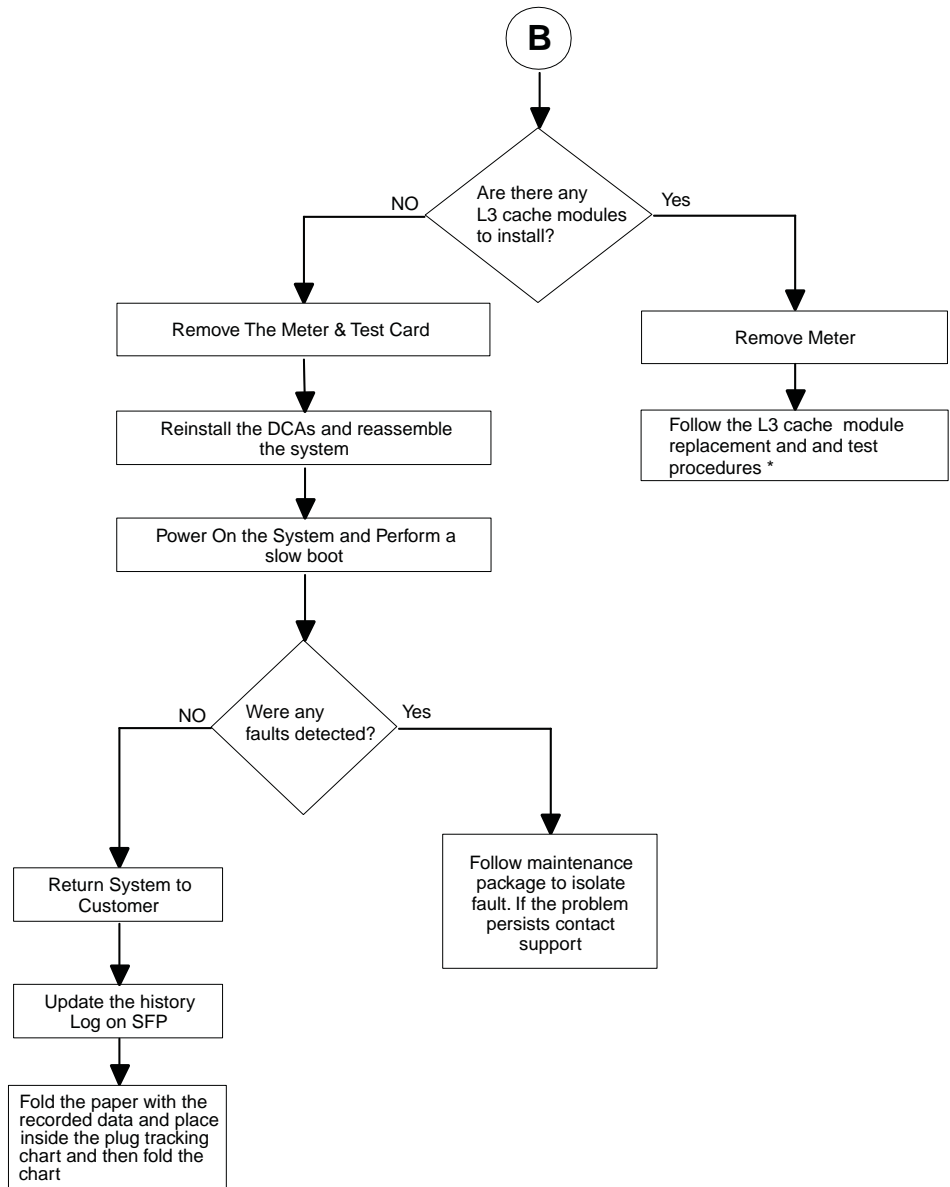 B
Are there any
L3 cache modules
to install?
NO
Yes
Remove The Meter & Test Card
Remove Meter
Reinstall the DCAs and reassemble
the system
Follow the L3 cache module
replacement and and test
procedures *
Power On the System and Perform a
slow boot
Were any
faults detected?
NO
Yes
Follow maintenance
package to isolate
fault. If the problem
persists contact
support
Return System to
Customer
Update the history
Log on SFP
Fold the paper with the
recorded data and place
inside the plug tracking
chart and then fold the
chart